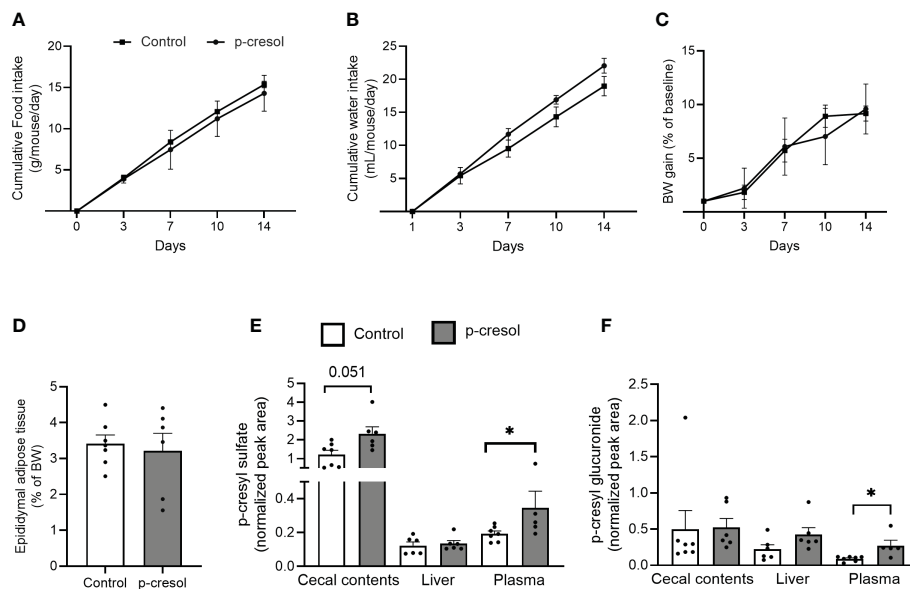 A
Control
p-cresol
Cumulative Food intake
(g/mouse/day)
20
15
10
5
0
3
7
10
14
Days
B
Cumulative water intake
(mL/mouse/day)
25
20
15
10
5
1
3
7
10
14
Days
C
BW gain (% of baseline)
15
10
5
0
3
7
10
14
Days
D
Epididymal adipose tissue
(% of BW)
5
4
3
2
1
0
Control
p-cresol
E
Control
p-cresol
p-cresyl sulfate
(normalized peak area)
5
4
3
2
1
0.4
0.2
0.0
0.051
*
Cecal contents
Liver
Plasma
F
p-cresyl glucuronide
(normalized peak area)
2.5
2.0
1.5
1.0
0.5
0.0
*
Cecal contents
Liver
Plasma